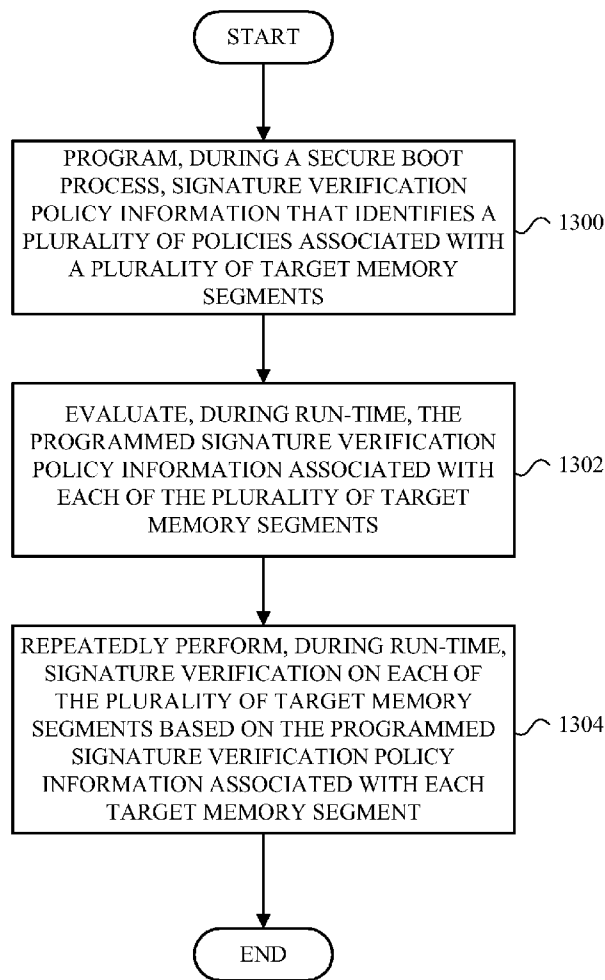 START
PROGRAM, DURING A SECURE BOOT
PROCESS, SIGNATURE VERIFICATION
POLICY INFORMATION THAT IDENTIFIES A
PLURALITY OF POLICIES ASSOCIATED WITH
A PLURALITY OF TARGET MEMORY
SEGMENTS
1300
EVALUATE, DURING RUN-TIME, THE
PROGRAMMED SIGNATURE VERIFICATION
POLICY INFORMATION ASSOCIATED WITH
EACH OF THE PLURALITY OF TARGET
MEMORY SEGMENTS
1302
REPEATEDLY PERFORM, DURING RUN-TIME,
SIGNATURE VERIFICATION ON EACH OF
THE PLURALITY OF TARGET MEMORY
SEGMENTS BASED ON THE PROGRAMMED
SIGNATURE VERIFICATION POLICY
INFORMATION ASSOCIATED WITH EACH
TARGET MEMORY SEGMENT
1304
END